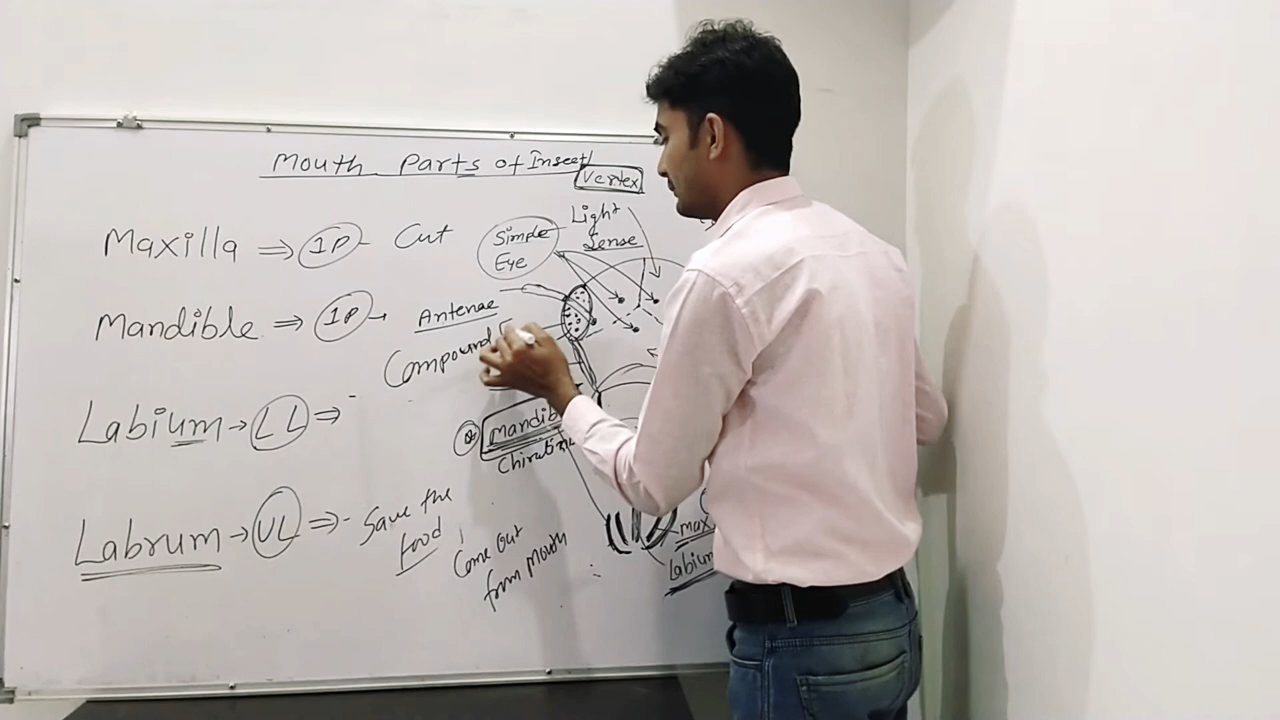 Mouth Parts of Insect
Vertex
Light
Sense
Simple
Eye
Maxilla ⇒ 1P - Cut
Antenae
Mandible ⇒ 1P →
Compound
Labium → LL ⇒ -
Mandib
Labrum → UL ⇒ - Save the
food
Come out
from mouth
max
Labium